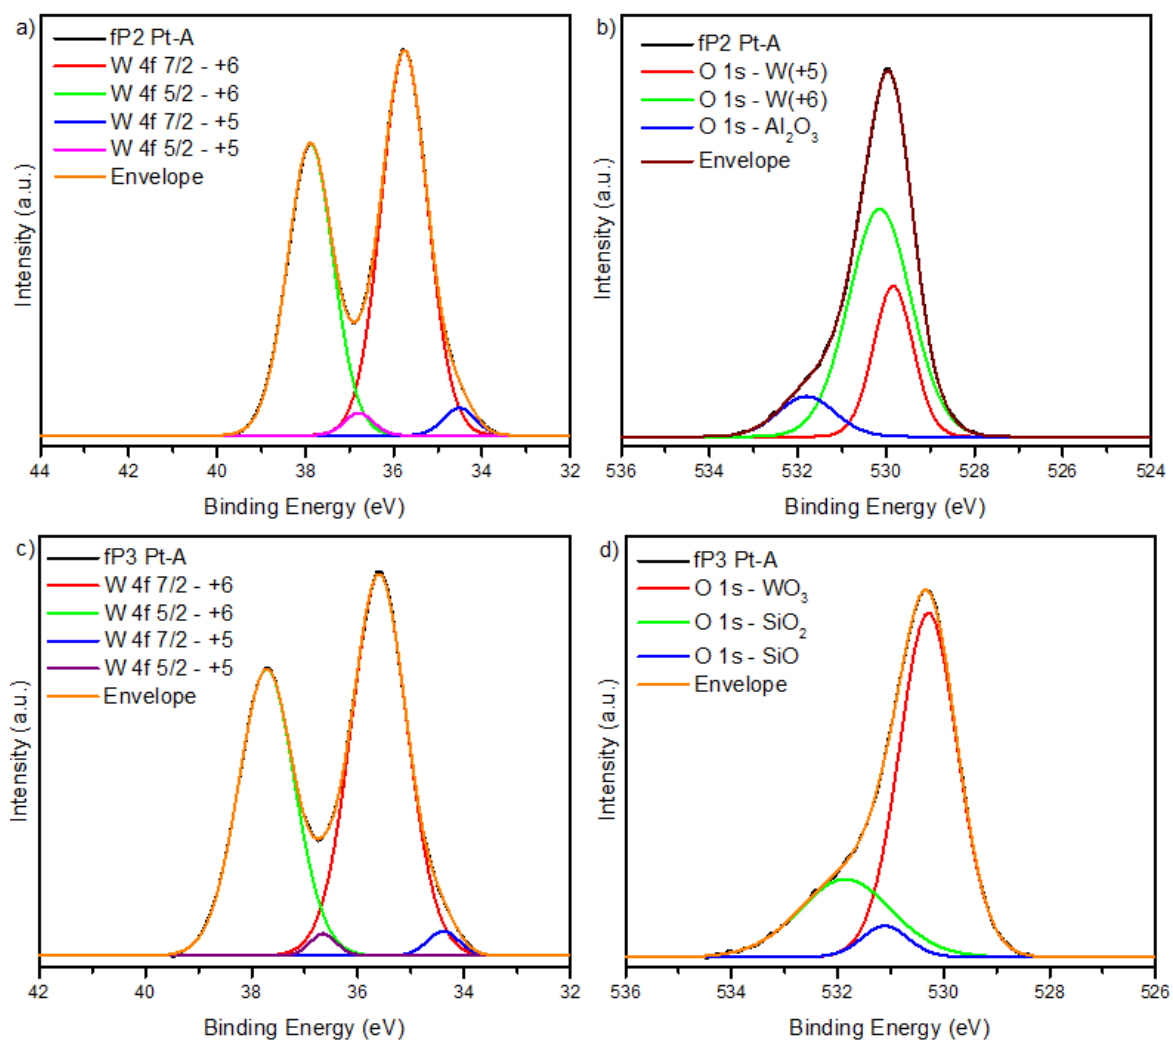 a)
fP2 Pt-A
W 4f 7/2 - +6
W 4f 5/2 - +6
W 4f 7/2 - +5
W 4f 5/2 - +5
Envelope
Intensity (a.u.)
44 42 40 38 36 34 32
Binding Energy (eV)
b)
fP2 Pt-A
O 1s - W(+5)
O 1s - W(+6)
O 1s - Al₂O₃
Envelope
Intensity (a.u.)
536 534 532 530 528 526 524
Binding Energy (eV)
c)
fP3 Pt-A
W 4f 7/2 - +6
W 4f 5/2 - +6
W 4f 7/2 - +5
W 4f 5/2 - +5
Envelope
Intensity (a.u.)
42 40 38 36 34 32
Binding Energy (eV)
d)
fP3 Pt-A
O 1s - WO₃
O 1s - SiO₂
O 1s - SiO
Envelope
Intensity (a.u.)
536 534 532 530 528 526
Binding Energy (eV)